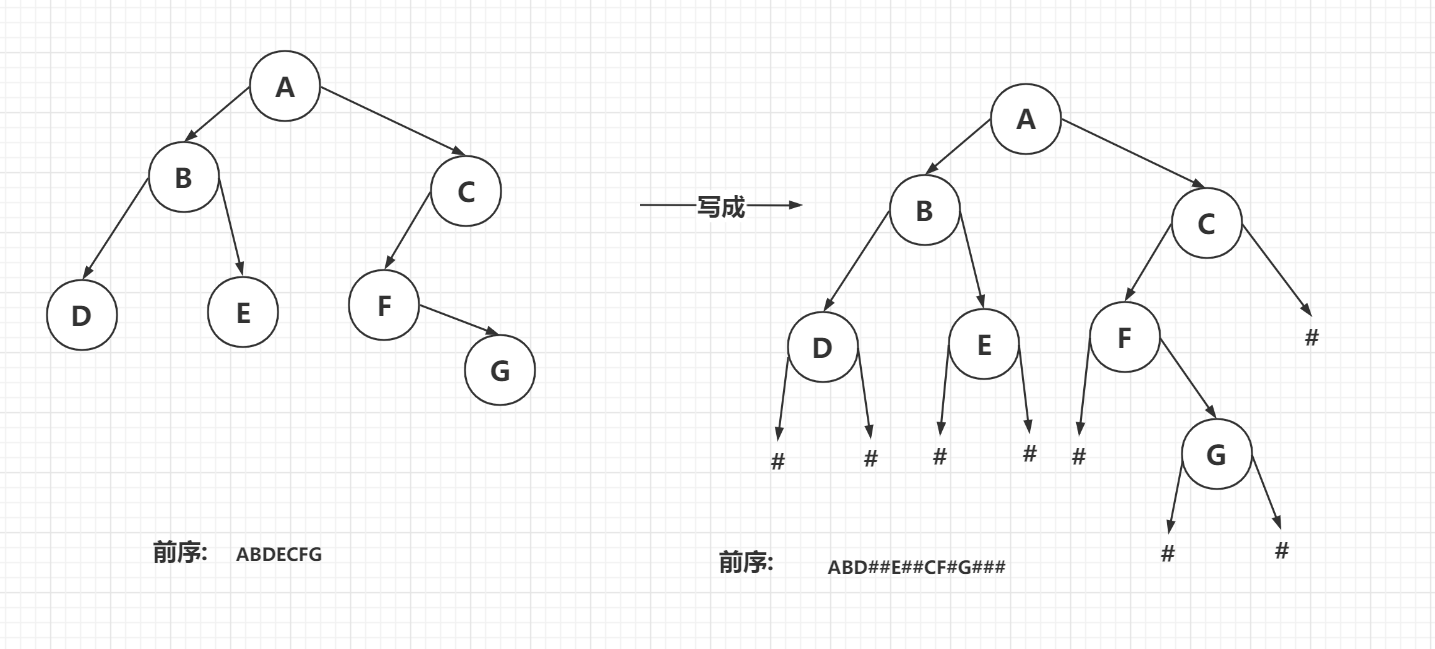 A
B
C
D
E
F
G
前序: ABDECFG
写成
A
B
C
D
E
F
#
# # # # #
G
# #
前序: ABD##E##CF#G###